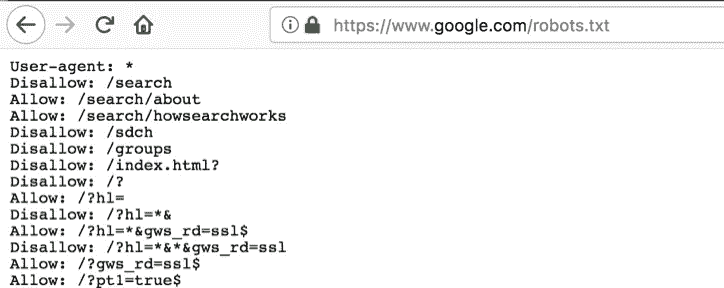 https://www.google.com/robots.txt
User-agent: *
Disallow: /search
Allow: /search/about
Allow: /search/howsearchworks
Disallow: /sdch
Disallow: /groups
Disallow: /index.html?
Disallow: /?
Allow: /?hl=
Disallow: /?hl=*&
Allow: /?hl=*&gws_rd=ssl$
Disallow: /?hl=*&*&gws_rd=ssl
Allow: /?gws_rd=ssl$
Allow: /?pt1=true$